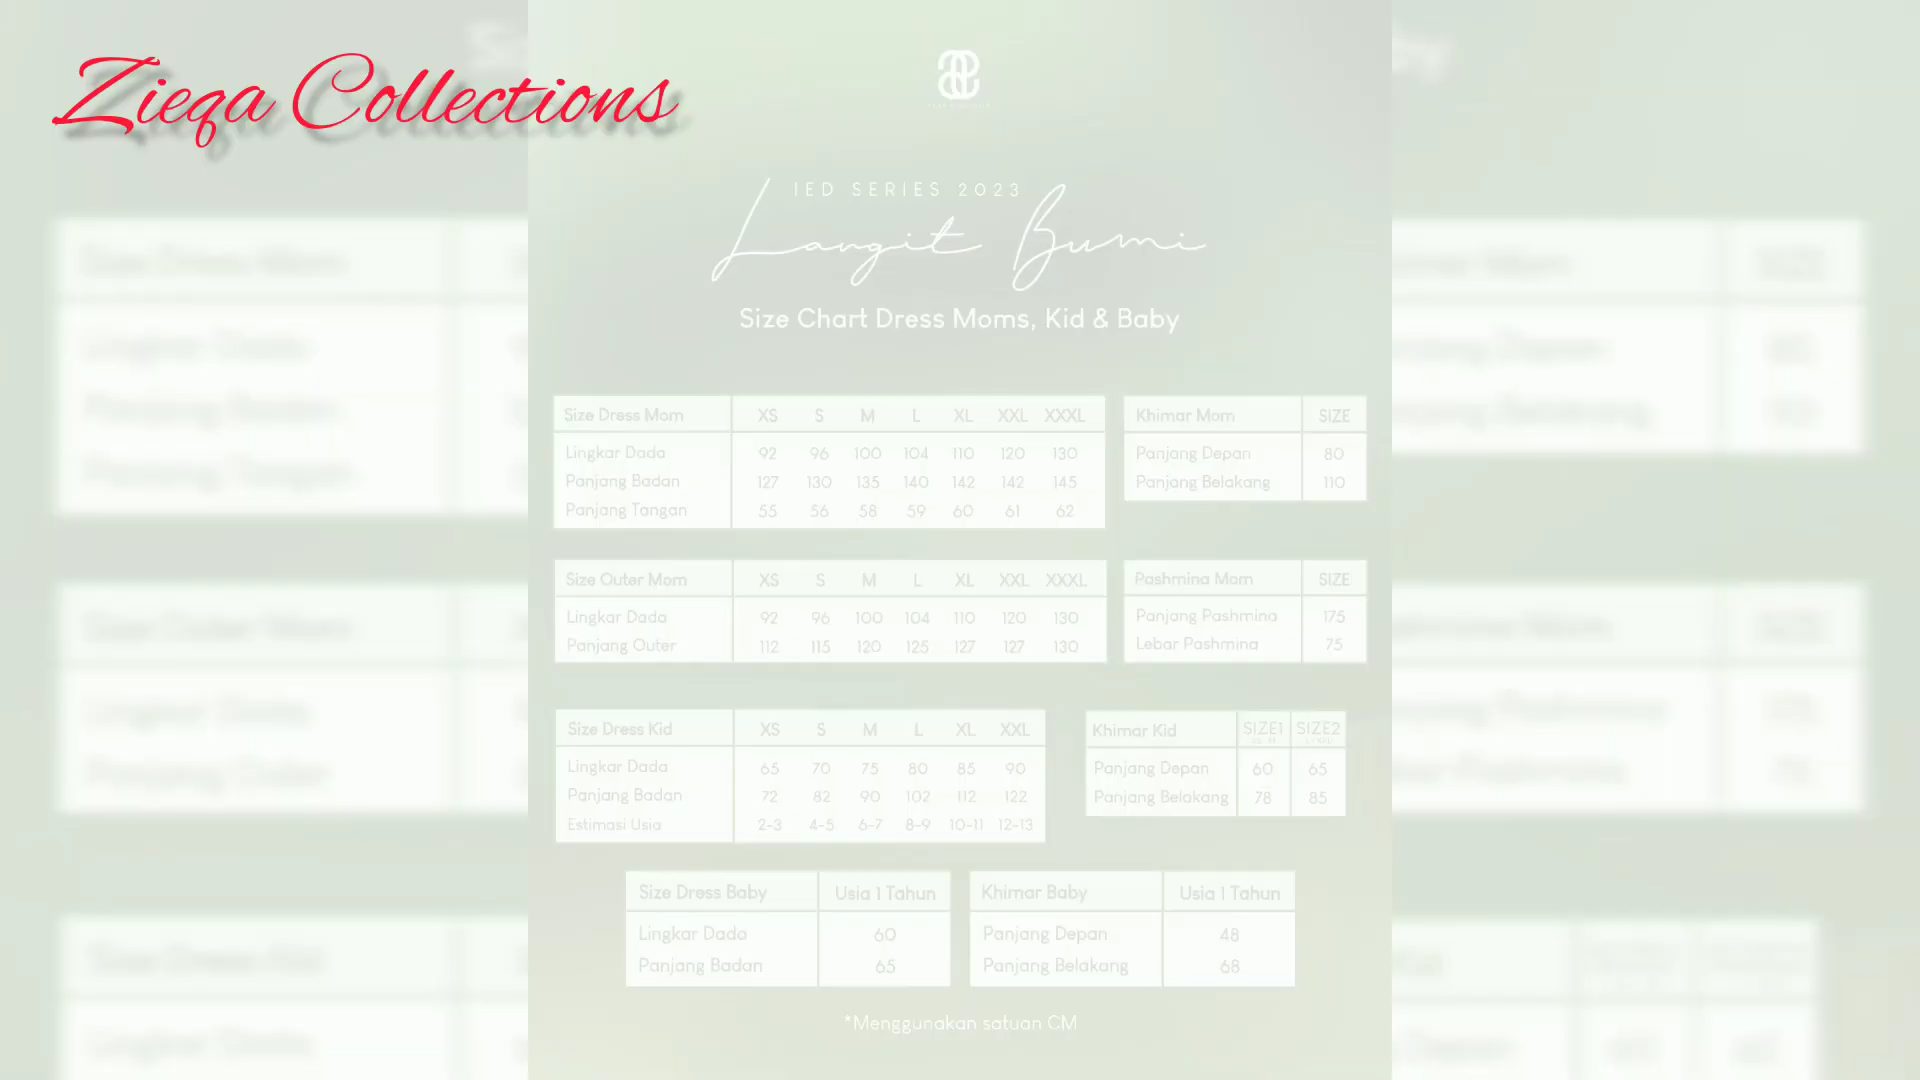 Zieqa Collections
IED SERIES 2023
Langit Bumi
Size Chart Dress Moms, Kid & Baby
Size Dress Mom XS S M L XL XXL XXXL
Lingkar Dada 92 96 100 104 110 120 130
Panjang Badan 127 130 135 140 142 142 145
Panjang Tangan 55 56 58 59 60 61 62
Khimar Mom SIZE
Panjang Depan 80
Panjang Belakang 110
Size Outer Mom XS S M L XL XXL XXXL
Lingkar Dada 92 96 100 104 110 120 130
Panjang Outer 112 115 120 125 127 127 130
Pashmina Mom SIZE
Panjang Pashmina 175
Lebar Pashmina 75
Size Dress Kid XS S M L XL XXL
Lingkar Dada 65 70 75 80 85 90
Panjang Badan 72 82 90 102 112 122
Estimasi Usia 2-3 4-5 6-7 8-9 10-11 12-13
Khimar Kid SIZE1 SIZE2
Panjang Depan 60 65
Panjang Belakang 78 85
Size Dress Baby Usia 1 Tahun
Lingkar Dada 60
Panjang Badan 65
Khimar Baby Usia 1 Tahun
Panjang Depan 48
Panjang Belakang 68
*Menggunakan satuan CM